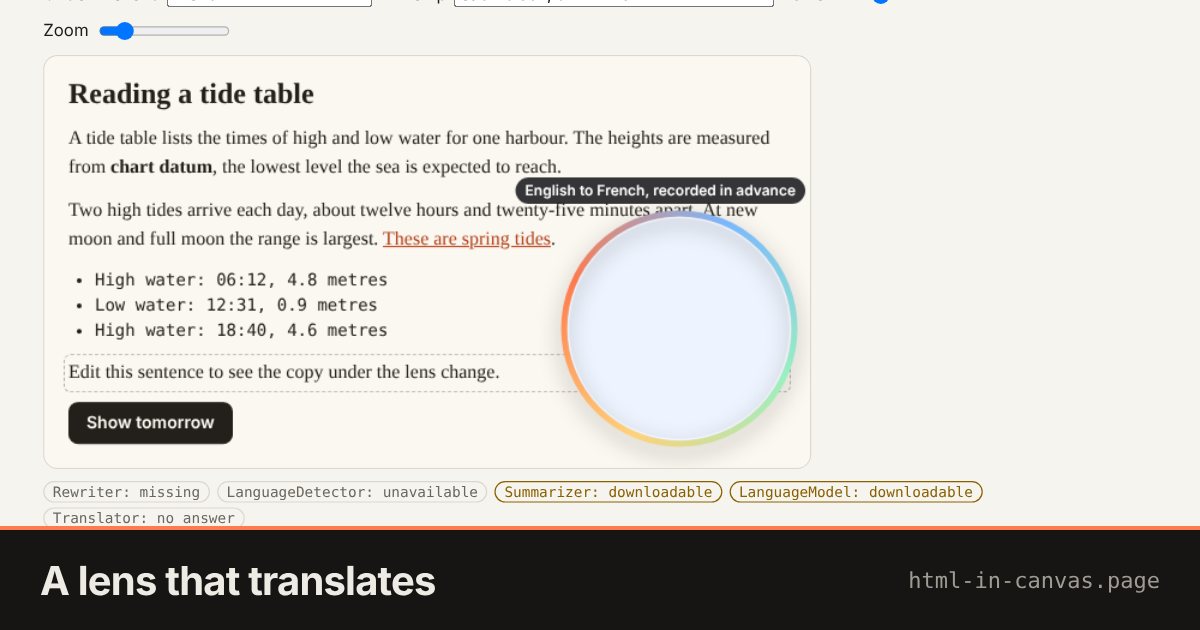 Zoom
Reading a tide table
A tide table lists the times of high and low water for one harbour. The heights are measured
from chart datum, the lowest level the sea is expected to reach.
English to French, recorded in advance
Two high tides arrive each day, about twelve hours and twenty-five minutes apart. At new
moon and full moon the range is largest. These are spring tides.
• High water: 06:12, 4.8 metres
• Low water: 12:31, 0.9 metres
• High water: 18:40, 4.6 metres
Edit this sentence to see the copy under the lens change.
Show tomorrow
Rewriter: missing LanguageDetector: unavailable Summarizer: downloadable LanguageModel: downloadable
Translator: no answer
A lens that translates
html-in-canvas.page